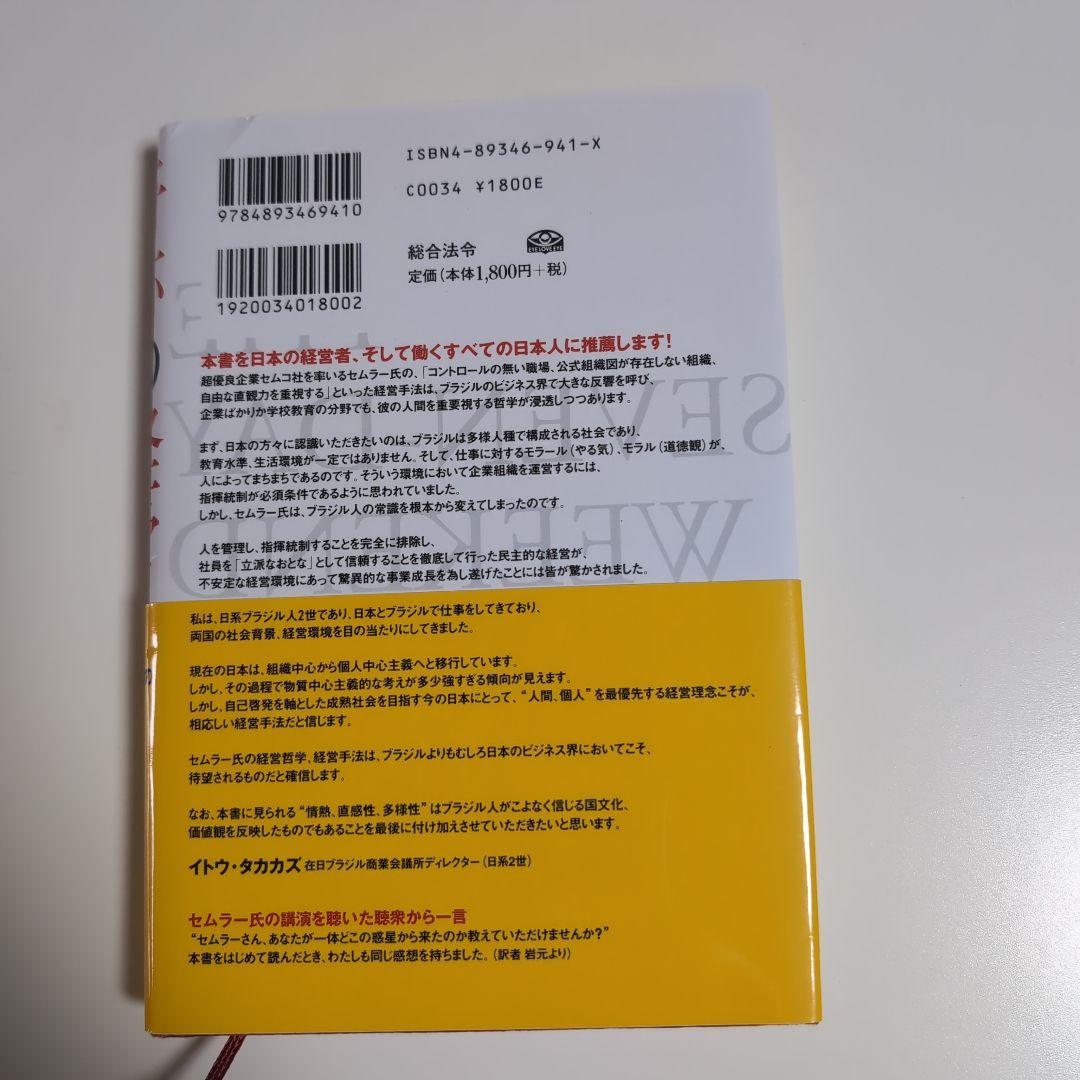 ISBN4-89346-941-X
C0034 ¥1800E
9784893469410
総合法令
EYE LOVE EYE
定価(本体1,800円+税)
1920034018002
THE
SEVEN-DAY
WEEKEND
本書を日本の経営者、そして働くすべての日本人に推薦します!
超優良企業セムコ社を率いるセムラー氏の、「コントロールの無い職場、公式組織図が存在しない組織、
自由な直観力を重視する」といった経営手法は、ブラジルのビジネス界で大きな反響を呼び、
企業ばかりか学校教育の分野でも、彼の人間を重要視する哲学が浸透しつつあります。
まず、日本の方々に認識いただきたいのは、ブラジルは多様人種で構成される社会であり、
教育水準、生活環境が一定ではありません。そして、仕事に対するモラール(やる気)、モラル(道徳観)が、
人によってまちまちであるのです。そういう環境において企業組織を運営するには、
指揮統制が必須条件であるように思われていました。
しかし、セムラー氏は、ブラジル人の常識を根本から変えてしまったのです。
人を管理し、指揮統制することを完全に排除し、
社員を「立派なおとな」として信頼することを徹底して行った民主的な経営が、
不安定な経営環境にあって驚異的な事業成長を為し遂げたことには皆が驚かされました。
私は、日系ブラジル人2世であり、日本とブラジルで仕事をしてきており、
両国の社会背景、経営環境を目の当たりにしてきました。
現在の日本は、組織中心から個人中心主義へと移行しています。
しかし、その過程で物質中心主義的な考えが多少強すぎる傾向が見えます。
しかし、自己啓発を軸とした成熟社会を目指す今の日本にとって、“人間、個人”を最優先する経営理念こそが、
相応しい経営手法だと信じます。
セムラー氏の経営哲学、経営手法は、ブラジルよりもむしろ日本のビジネス界においてこそ、
待望されるものだと確信します。
なお、本書に見られる“情熱、直感性、多様性”はブラジル人がこよなく信じる国文化、
価値観を反映したものでもあることを最後に付け加えさせていただきたいと思います。
イトウ・タカカズ 在日ブラジル商業会議所ディレクター(日系2世)
セムラー氏の講演を聴いた聴衆から一言
“セムラーさん、あなたが一体どこの惑星から来たのか教えていただけませんか?”
本書をはじめて読んだとき、わたしも同じ感想を持ちました。(訳者 岩元より)